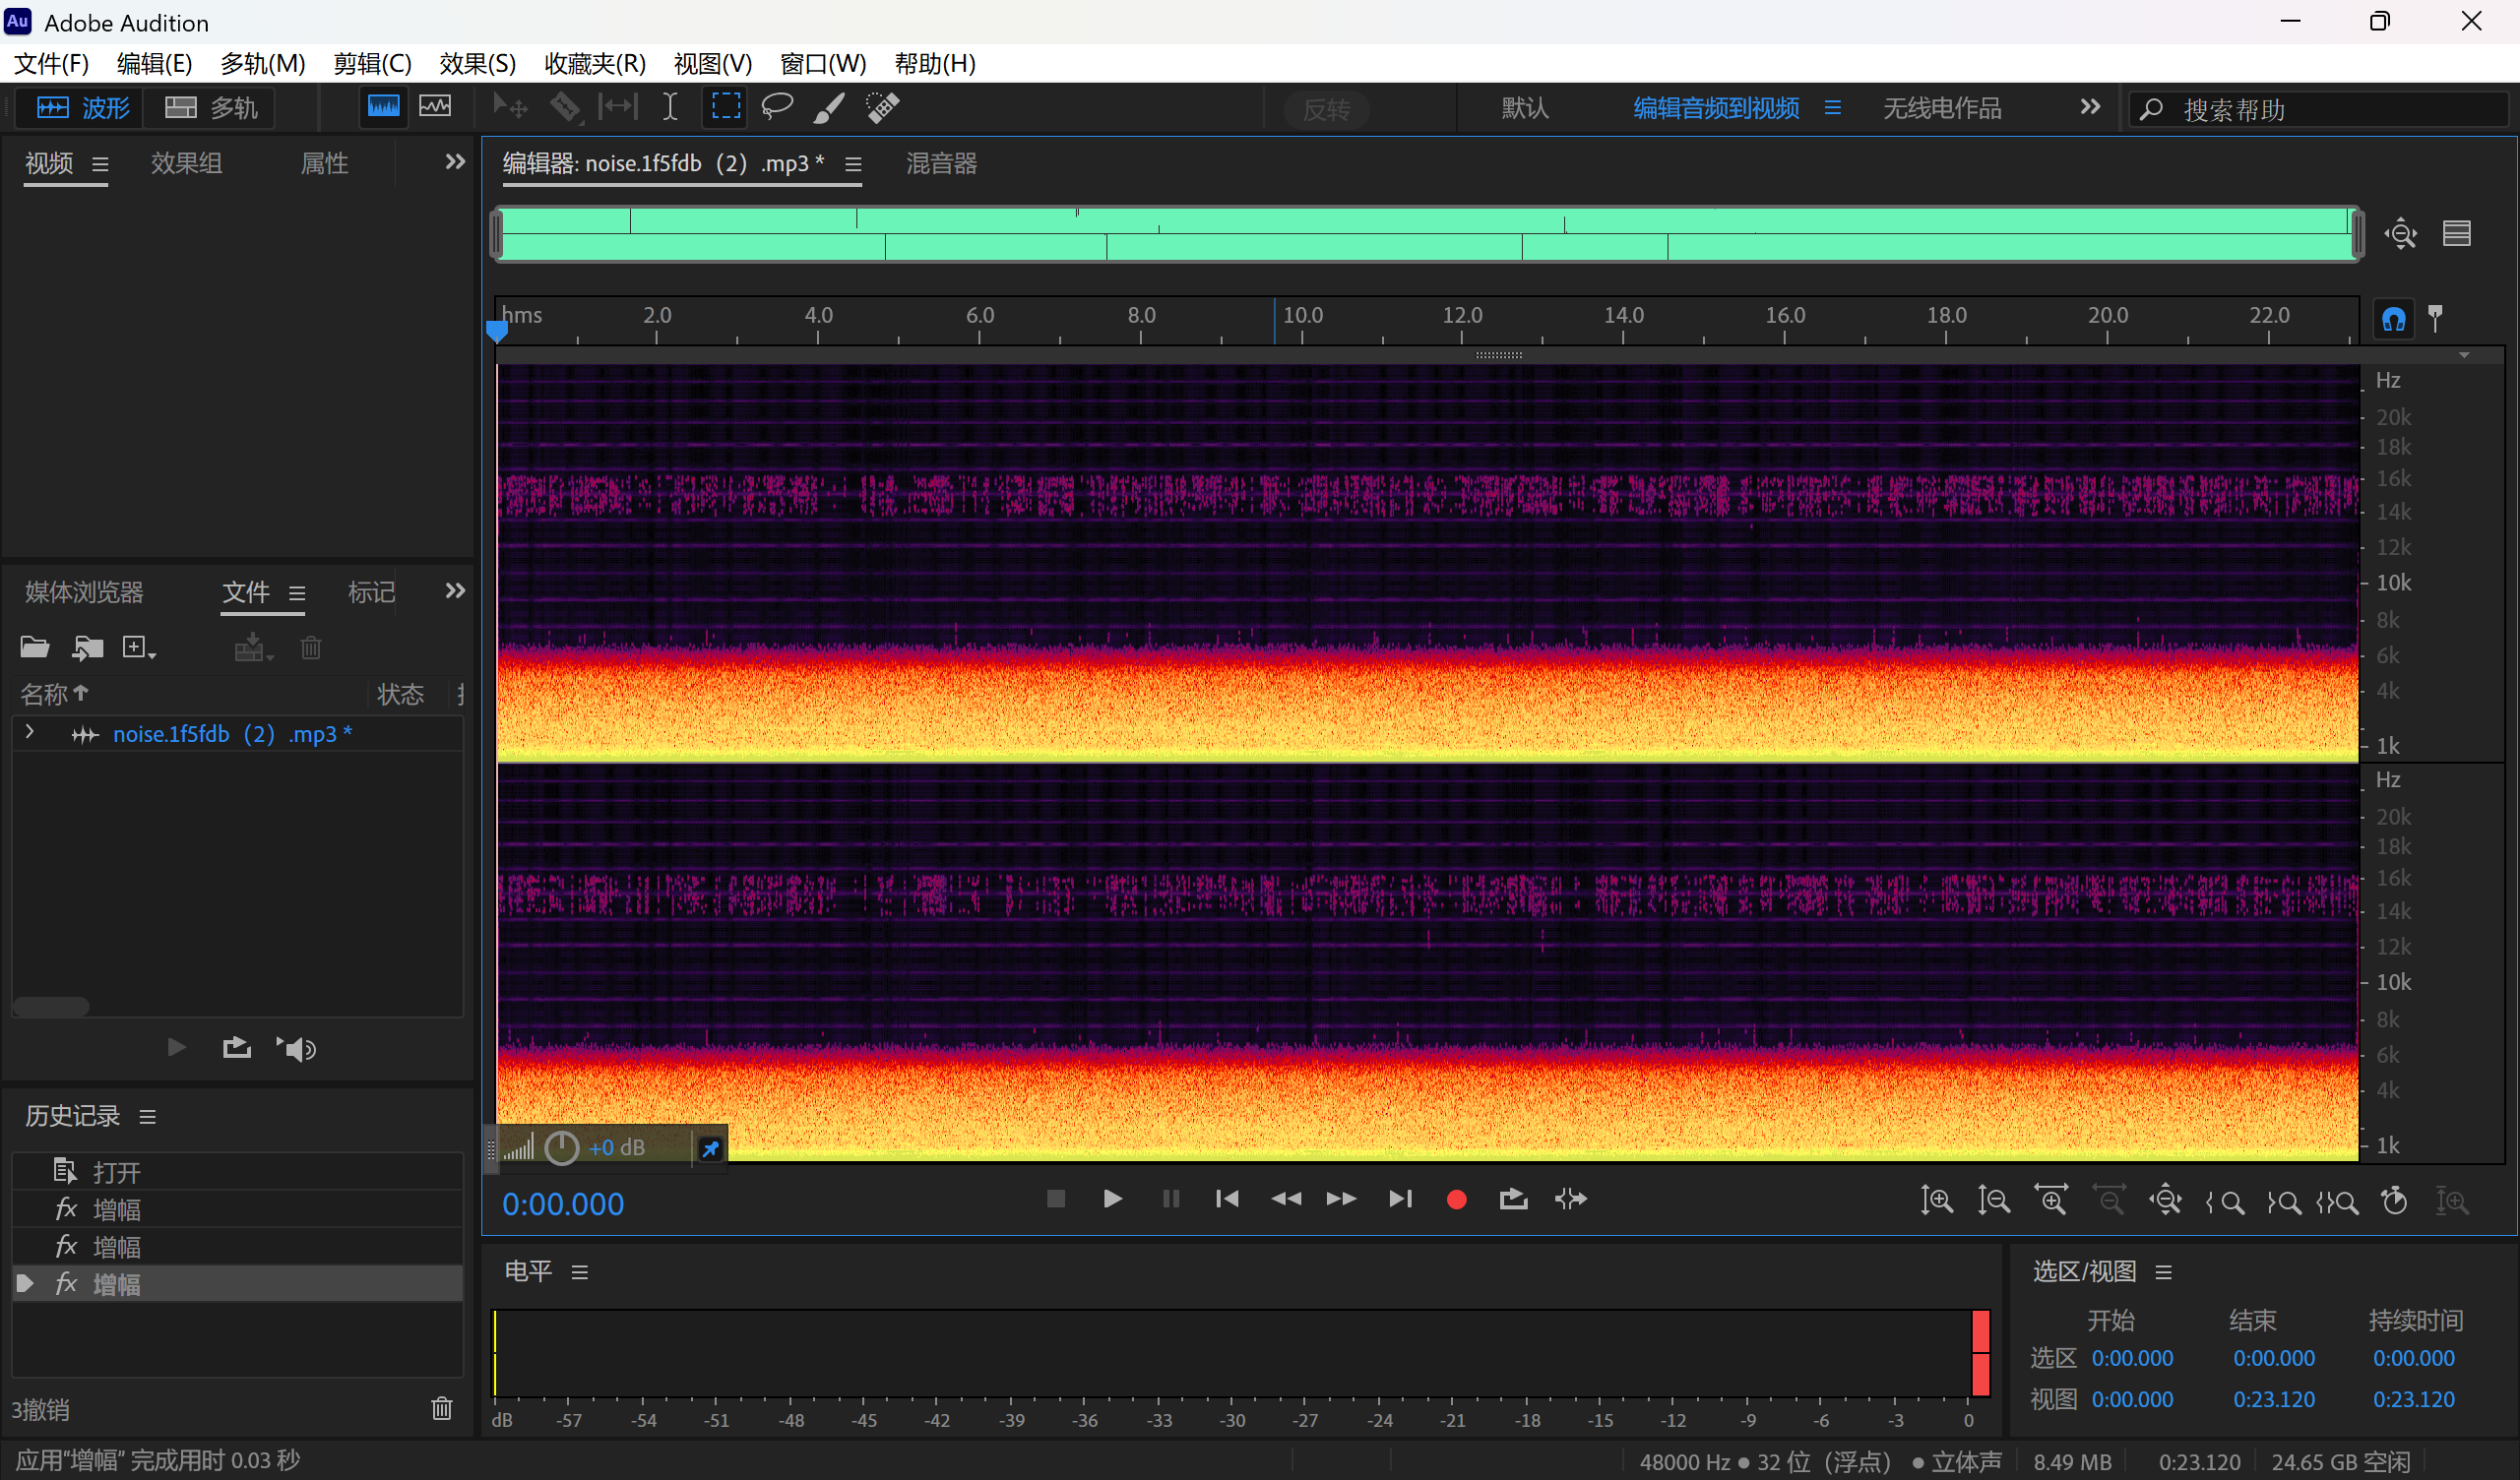 Au Adobe Audition
文件(F) 编辑(E) 多轨(M) 剪辑(C) 效果(S) 收藏夹(R) 视图(V) 窗口(W) 帮助(H)
波形 多轨 反转 默认 编辑音频到视频 无线电作品 搜索帮助
视频 效果组 属性
编辑器: noise.1f5fdb（2）.mp3 * 混音器
hms 2.0 4.0 6.0 8.0 10.0 12.0 14.0 16.0 18.0 20.0 22.0
Hz
20k
18k
16k
14k
12k
10k
8k
6k
4k
1k
Hz
20k
18k
16k
14k
12k
10k
8k
6k
4k
1k
媒体浏览器 文件 标记
名称 状态
noise.1f5fdb（2）.mp3 *
历史记录
打开
fx 增幅
fx 增幅
fx 增幅
3撤销
+0 dB
0:00.000
电平
dB -57 -54 -51 -48 -45 -42 -39 -36 -33 -30 -27 -24 -21 -18 -15 -12 -9 -6 -3 0
选区/视图
开始 结束 持续时间
选区 0:00.000 0:00.000 0:00.000
视图 0:00.000 0:23.120 0:23.120
应用“增幅” 完成用时 0.03 秒
48000 Hz ● 32 位（浮点） ● 立体声 8.49 MB 0:23.120 24.65 GB 空闲